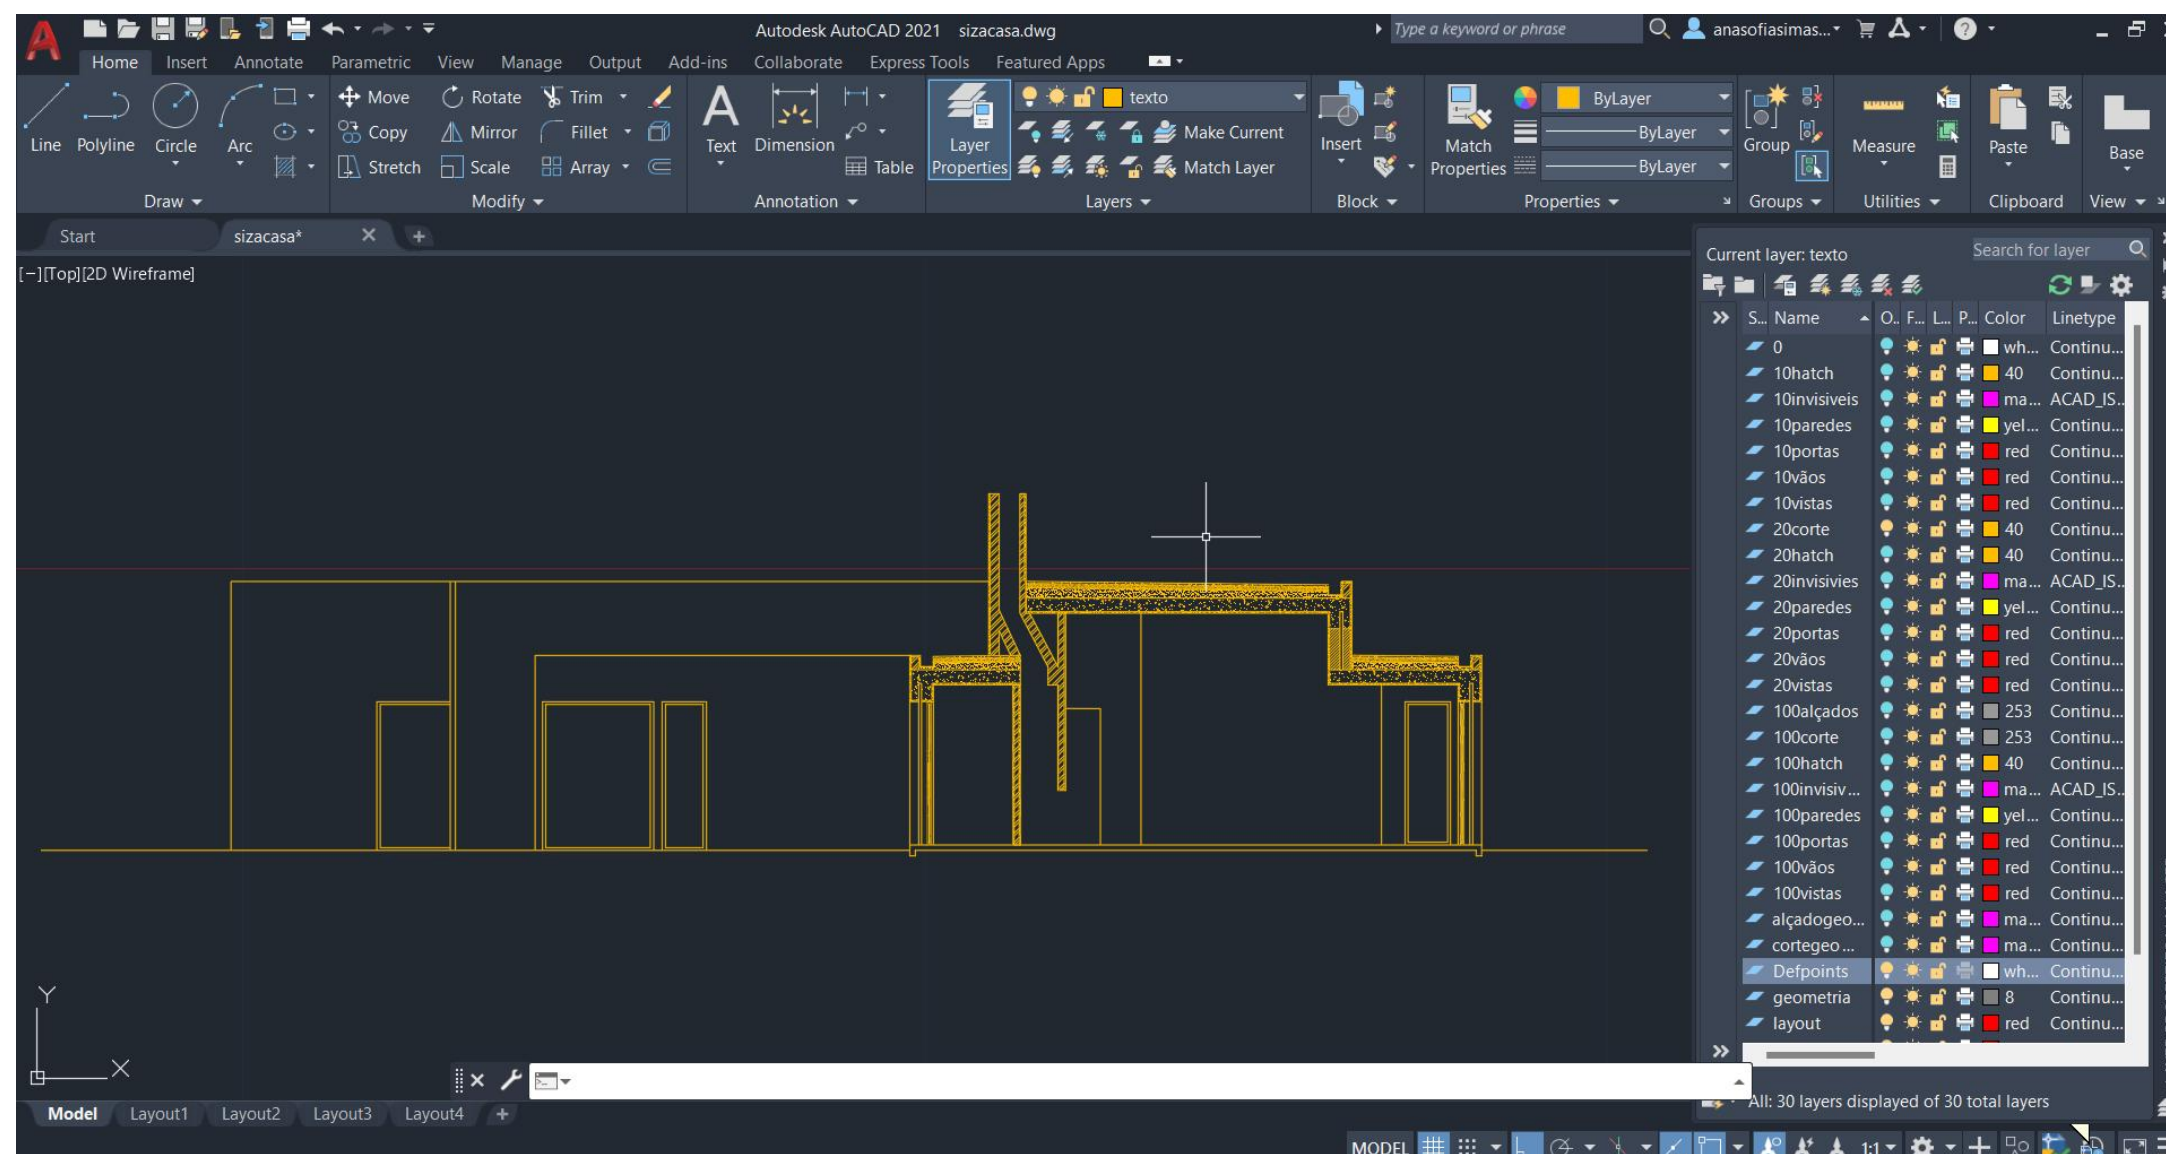 Autodesk AutoCAD 2021 sizacasa.dwg Type a keyword or phrase anasofiasimas...
Home Insert Annotate Parametric View Manage Output Add-ins Collaborate Express Tools Featured Apps
Line Polyline Circle Arc
Move Rotate Trim
Copy Mirror Fillet
Stretch Scale Array
Text Dimension Table
Layer Properties
texto
Make Current
Match Layer
Insert
Match Properties
ByLayer
ByLayer
ByLayer
Group Measure Paste Base
Draw Modify Annotation Layers Block Properties Groups Utilities Clipboard View
Start sizacasa*
[−][Top][2D Wireframe]
Current layer: texto Search for layer
S.. Name O.. F... L... P... Color Linetype
0 wh... Continu...
10hatch 40 Continu...
10invisiveis ma... ACAD_IS..
10paredes yel... Continu...
10portas red Continu...
10vãos red Continu...
10vistas red Continu...
20corte 40 Continu...
20hatch 40 Continu...
20invisivies ma... ACAD_IS..
20paredes yel... Continu...
20portas red Continu...
20vãos red Continu...
20vistas red Continu...
100alçados 253 Continu...
100corte 253 Continu...
100hatch 40 Continu...
100invisiv... ma... ACAD_IS..
100paredes yel... Continu...
100portas red Continu...
100vãos red Continu...
100vistas red Continu...
alçadogeo... ma... Continu...
cortegeo ... ma... Continu...
Defpoints wh... Continu...
geometria 8 Continu...
layout red Continu...
Y
X
Model Layout1 Layout2 Layout3 Layout4
All: 30 layers displayed of 30 total layers
MODEL 1:1